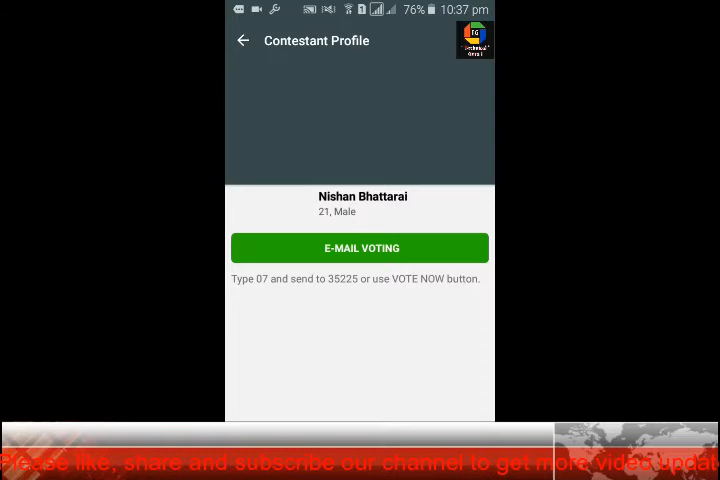 76% 10:37 pm
Contestant Profile
Nishan Bhattarai
21, Male
E-MAIL VOTING
Type 07 and send to 35225 or use VOTE NOW button.
Please like, share and subscribe our channel to get more video updat